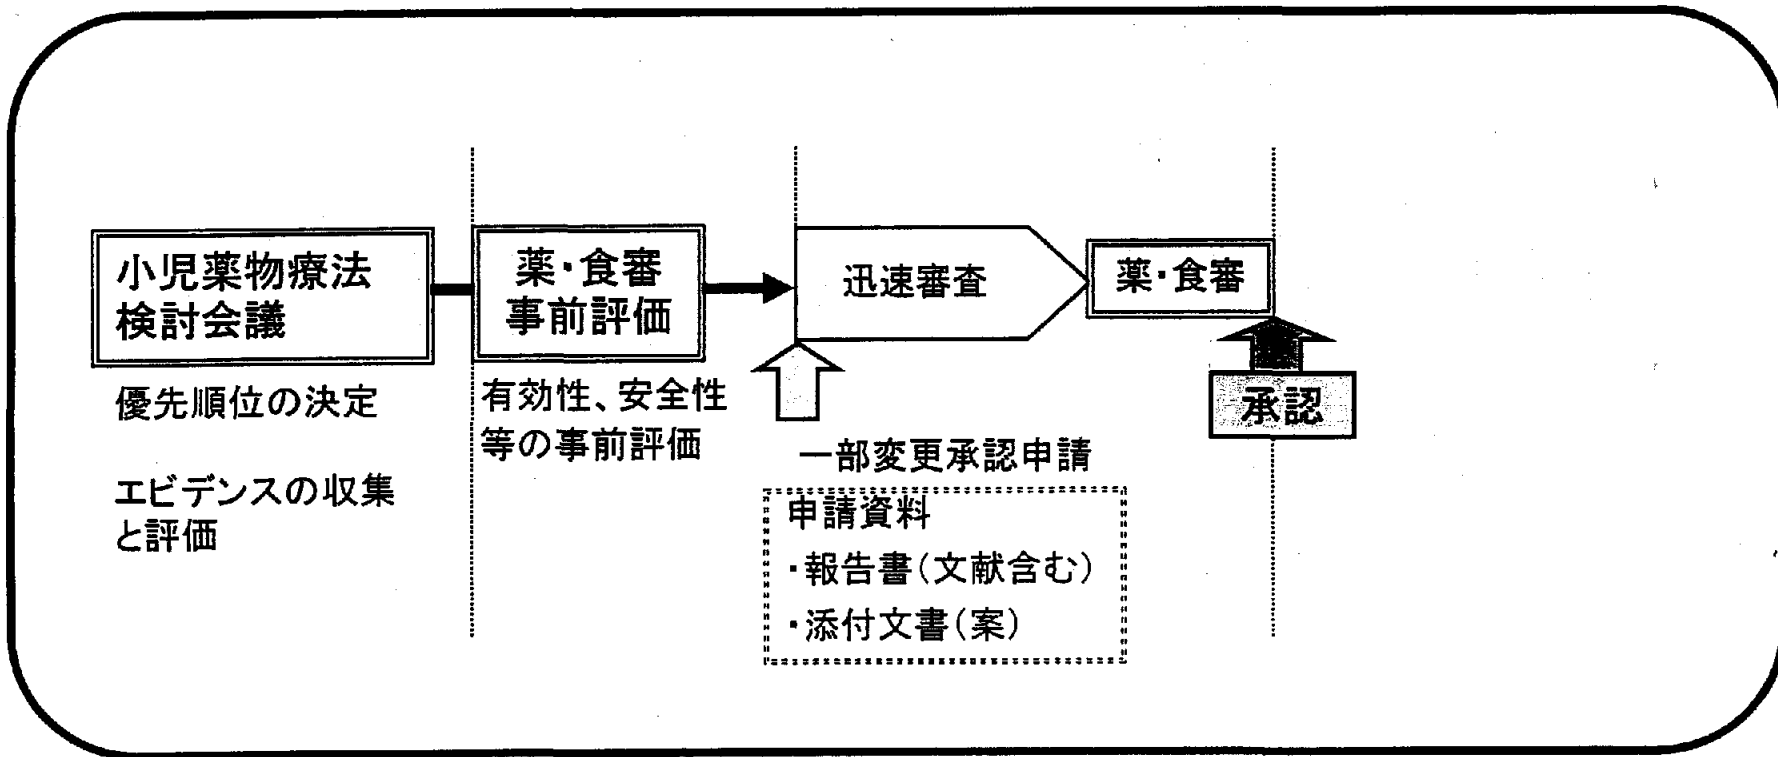 小児薬物療法
検討会議
優先順位の決定
エビデンスの収集
と評価
薬・食審
事前評価
有効性、安全性
等の事前評価
迅速審査
一部変更承認申請
申請資料
・報告書(文献含む)
・添付文書(案)
薬・食審
承認